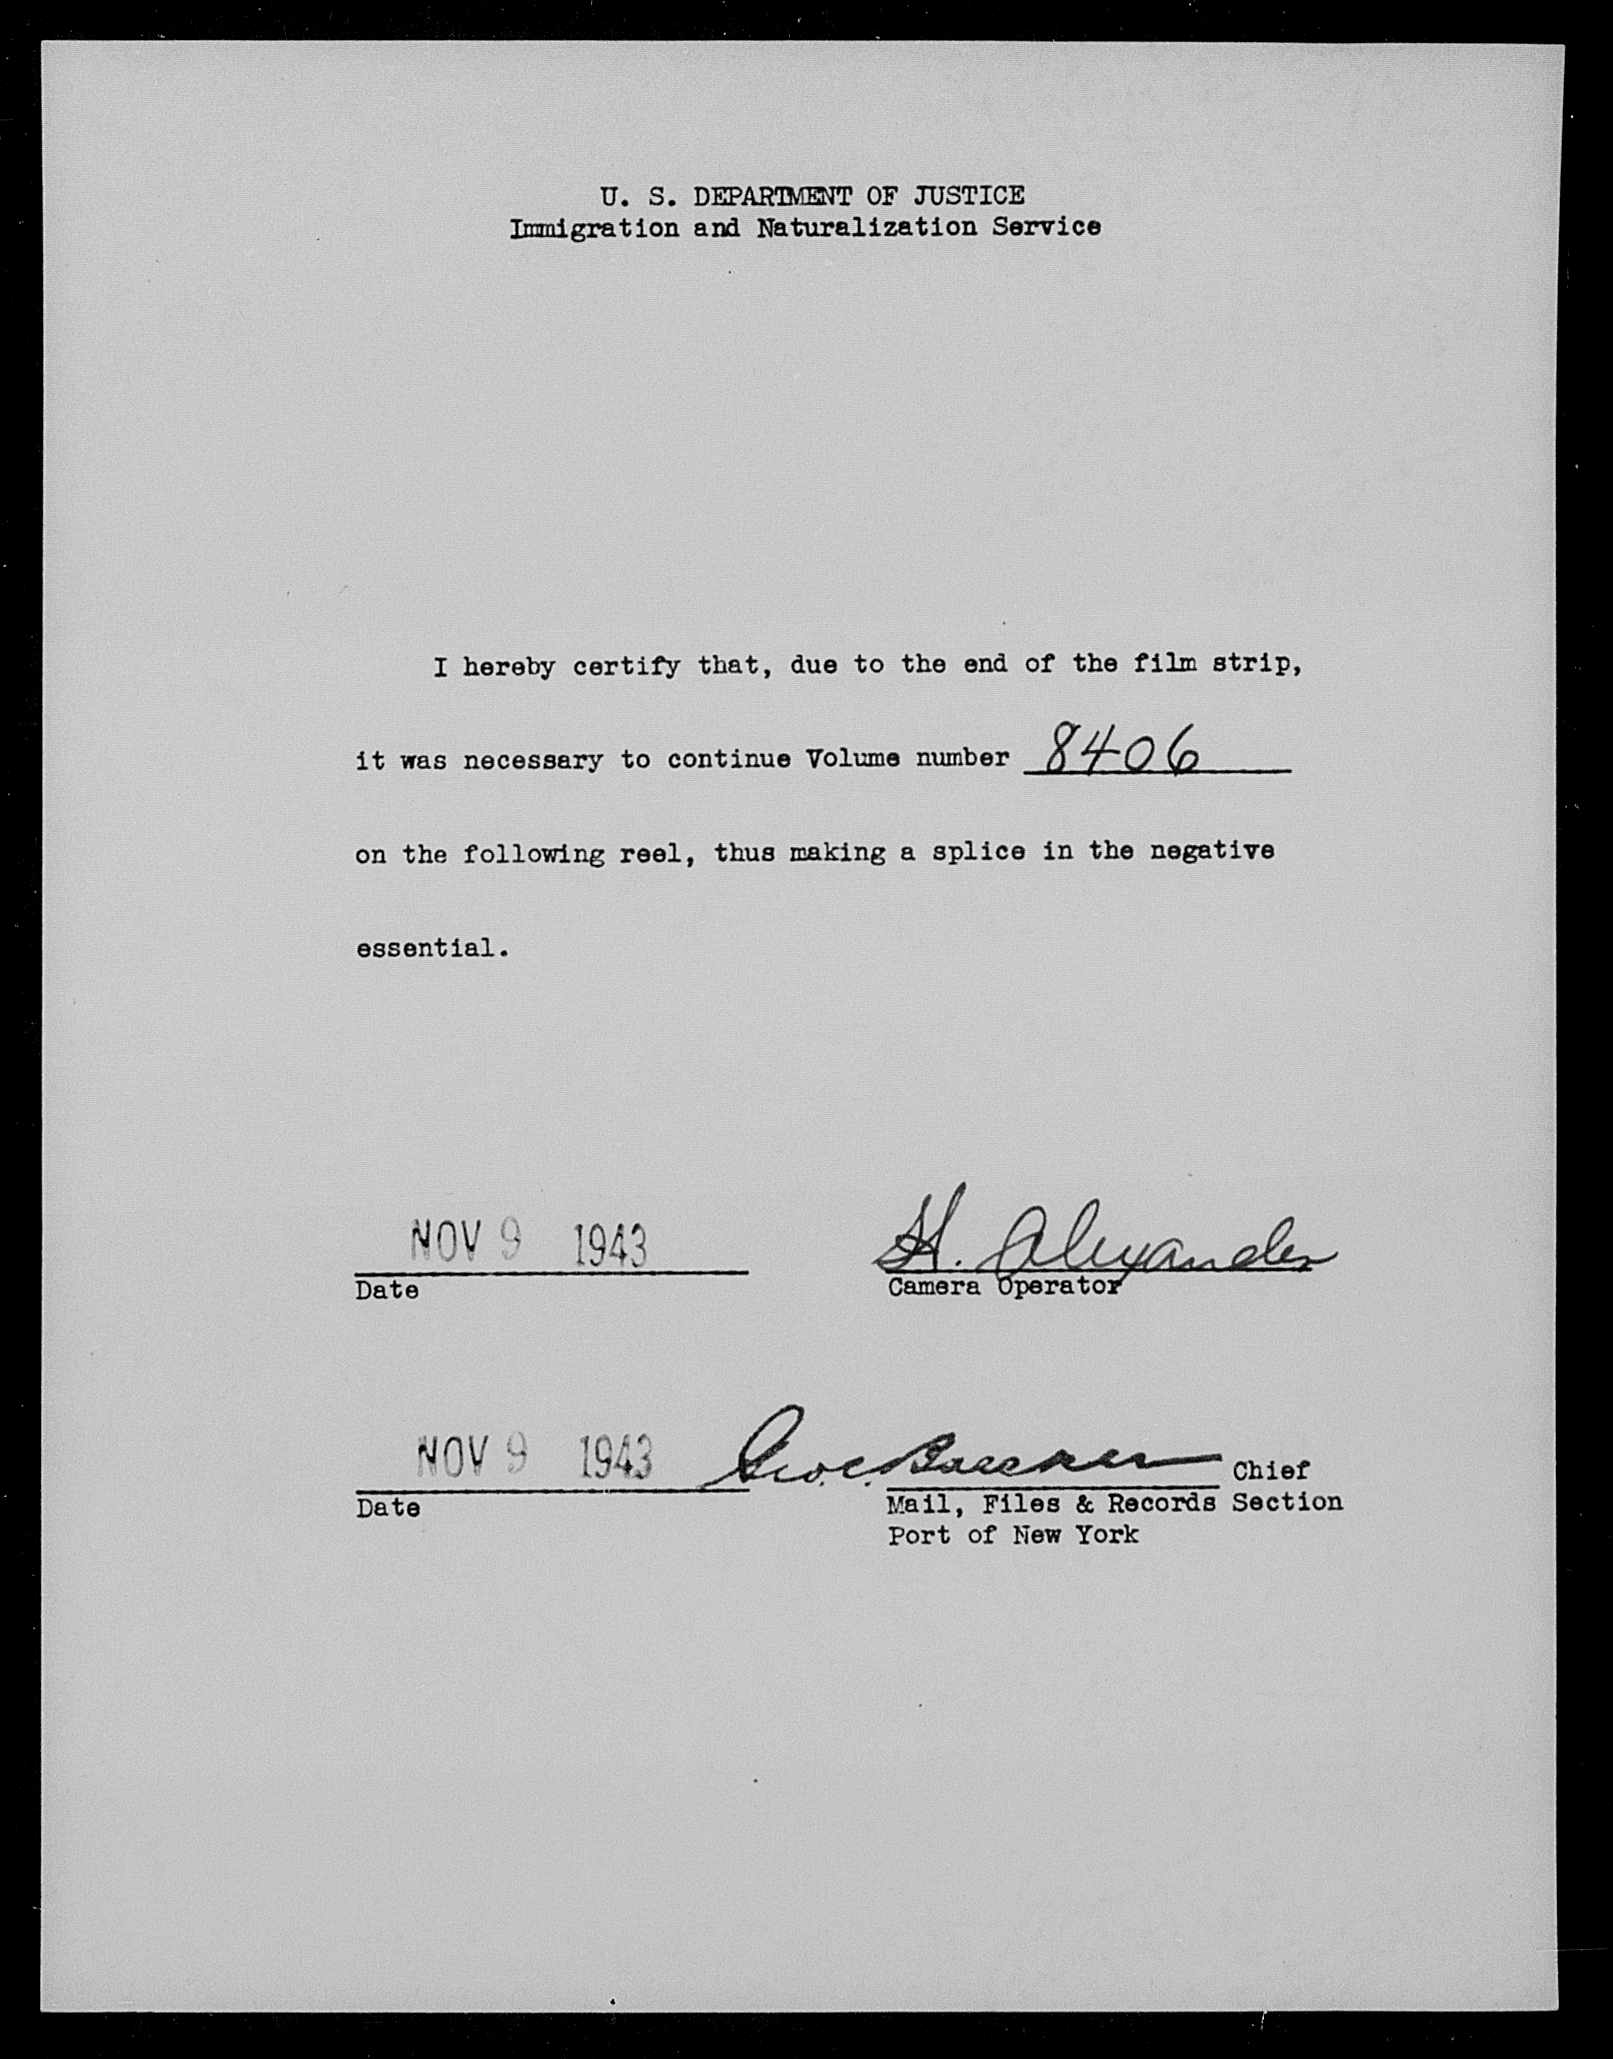 U. S. DEPARTMENT OF JUSTICE
Immigration and Naturalization Service
I hereby certify that, due to the end of the film strip,
it was necessary to continue Volume number 8406
on the following reel, thus making a splice in the negative
essential.
NOV 9 1943 H. Alexander
Date Camera Operator
NOV 9 1943 Geo. C. Chief
Date Mail, Files & Records Section
Port of New York